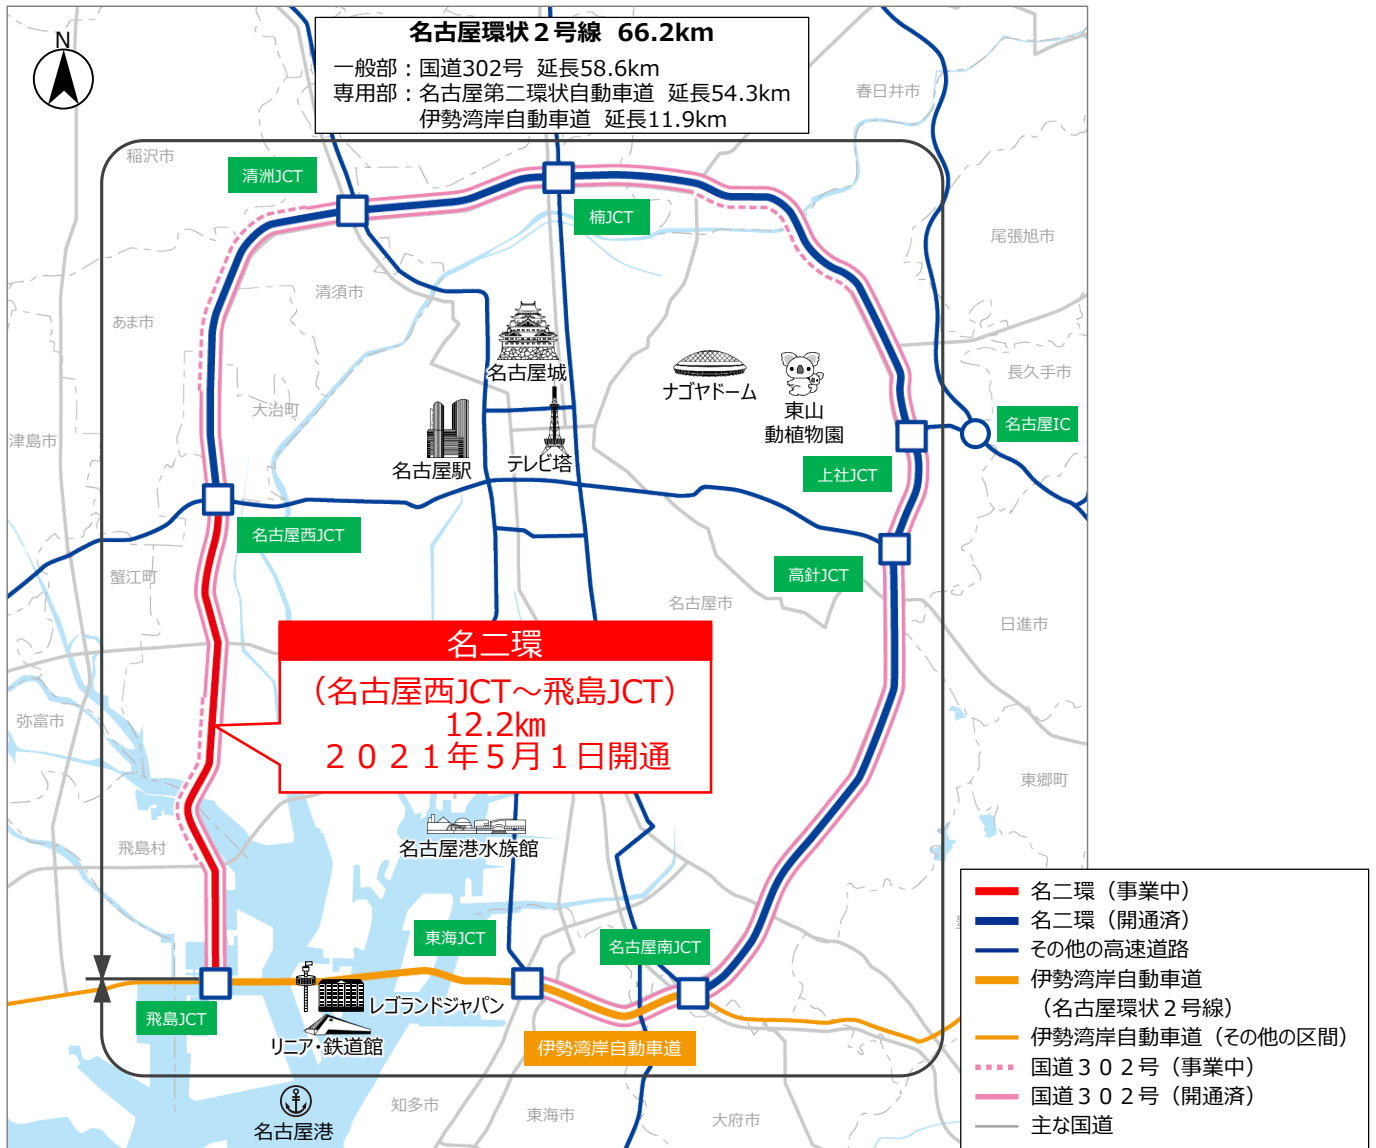 名古屋環状２号線 66.2km
一般部：国道302号 延長58.6km
専用部：名古屋第二環状自動車道 延長54.3km
伊勢湾岸自動車道 延長11.9km
N
春日井市
稲沢市
清洲JCT
楠JCT
尾張旭市
清須市
あま市
名古屋城
ナゴヤドーム
東山
動植物園
長久手市
大治町
名古屋IC
津島市
名古屋駅
テレビ塔
上社JCT
名古屋西JCT
蟹江町
高針JCT
名古屋市
日進市
名二環
（名古屋西JCT～飛島JCT）
12.2㎞
２０２１年５月１日開通
弥富市
東郷町
飛島村
名古屋港水族館
東海JCT
名古屋南JCT
飛島JCT
レゴランドジャパン
リニア・鉄道館
伊勢湾岸自動車道
知多市
東海市
大府市
名古屋港
名二環（事業中）
名二環（開通済）
その他の高速道路
伊勢湾岸自動車道
（名古屋環状２号線）
伊勢湾岸自動車道（その他の区間）
国道３０２号（事業中）
国道３０２号（開通済）
主な国道